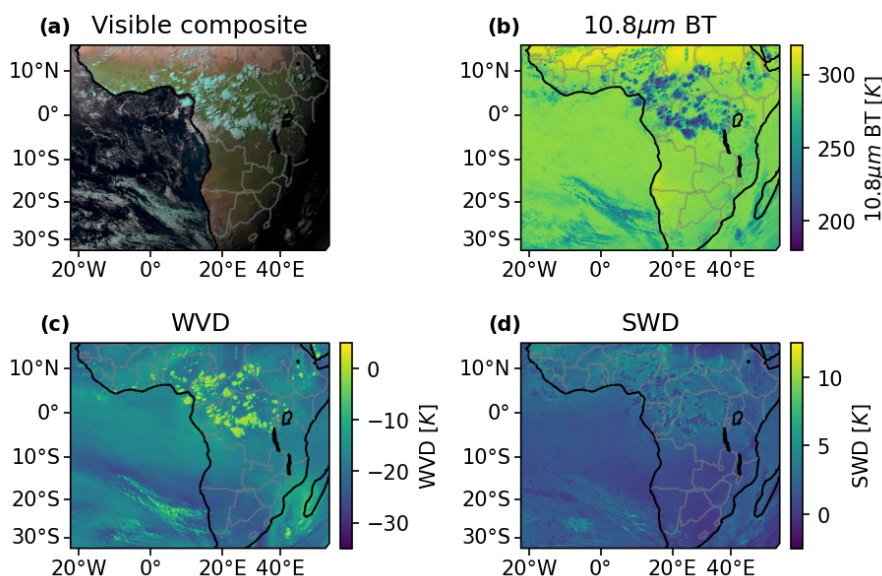 (a) Visible composite
10°N
0°
10°S
20°S
30°S
20°W 0° 20°E 40°E
(b) 10.8μm BT
10°N
0°
10°S
20°S
30°S
20°W 0° 20°E 40°E
300
250
200
10.8μm BT [K]
(c) WVD
10°N
0°
10°S
20°S
30°S
20°W 0° 20°E 40°E
0
−10
−20
−30
WVD [K]
(d) SWD
10°N
0°
10°S
20°S
30°S
20°W 0° 20°E 40°E
10
5
0
SWD [K]